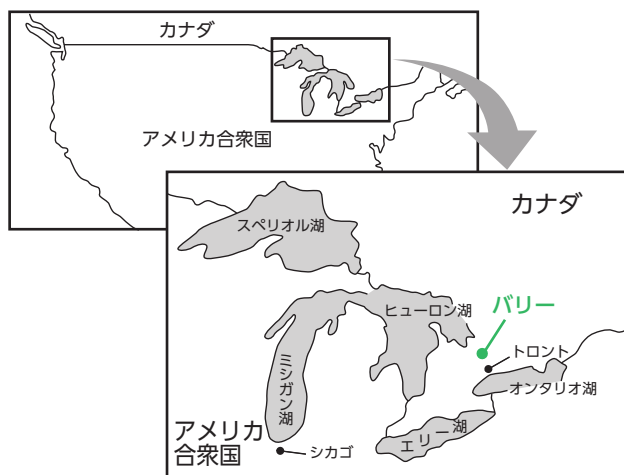 カナダ
アメリカ合衆国
カナダ
スペリオル湖
ヒューロン湖
バリー
トロント
オンタリオ湖
ミシガン湖
エリー湖
アメリカ
合衆国
シカゴ